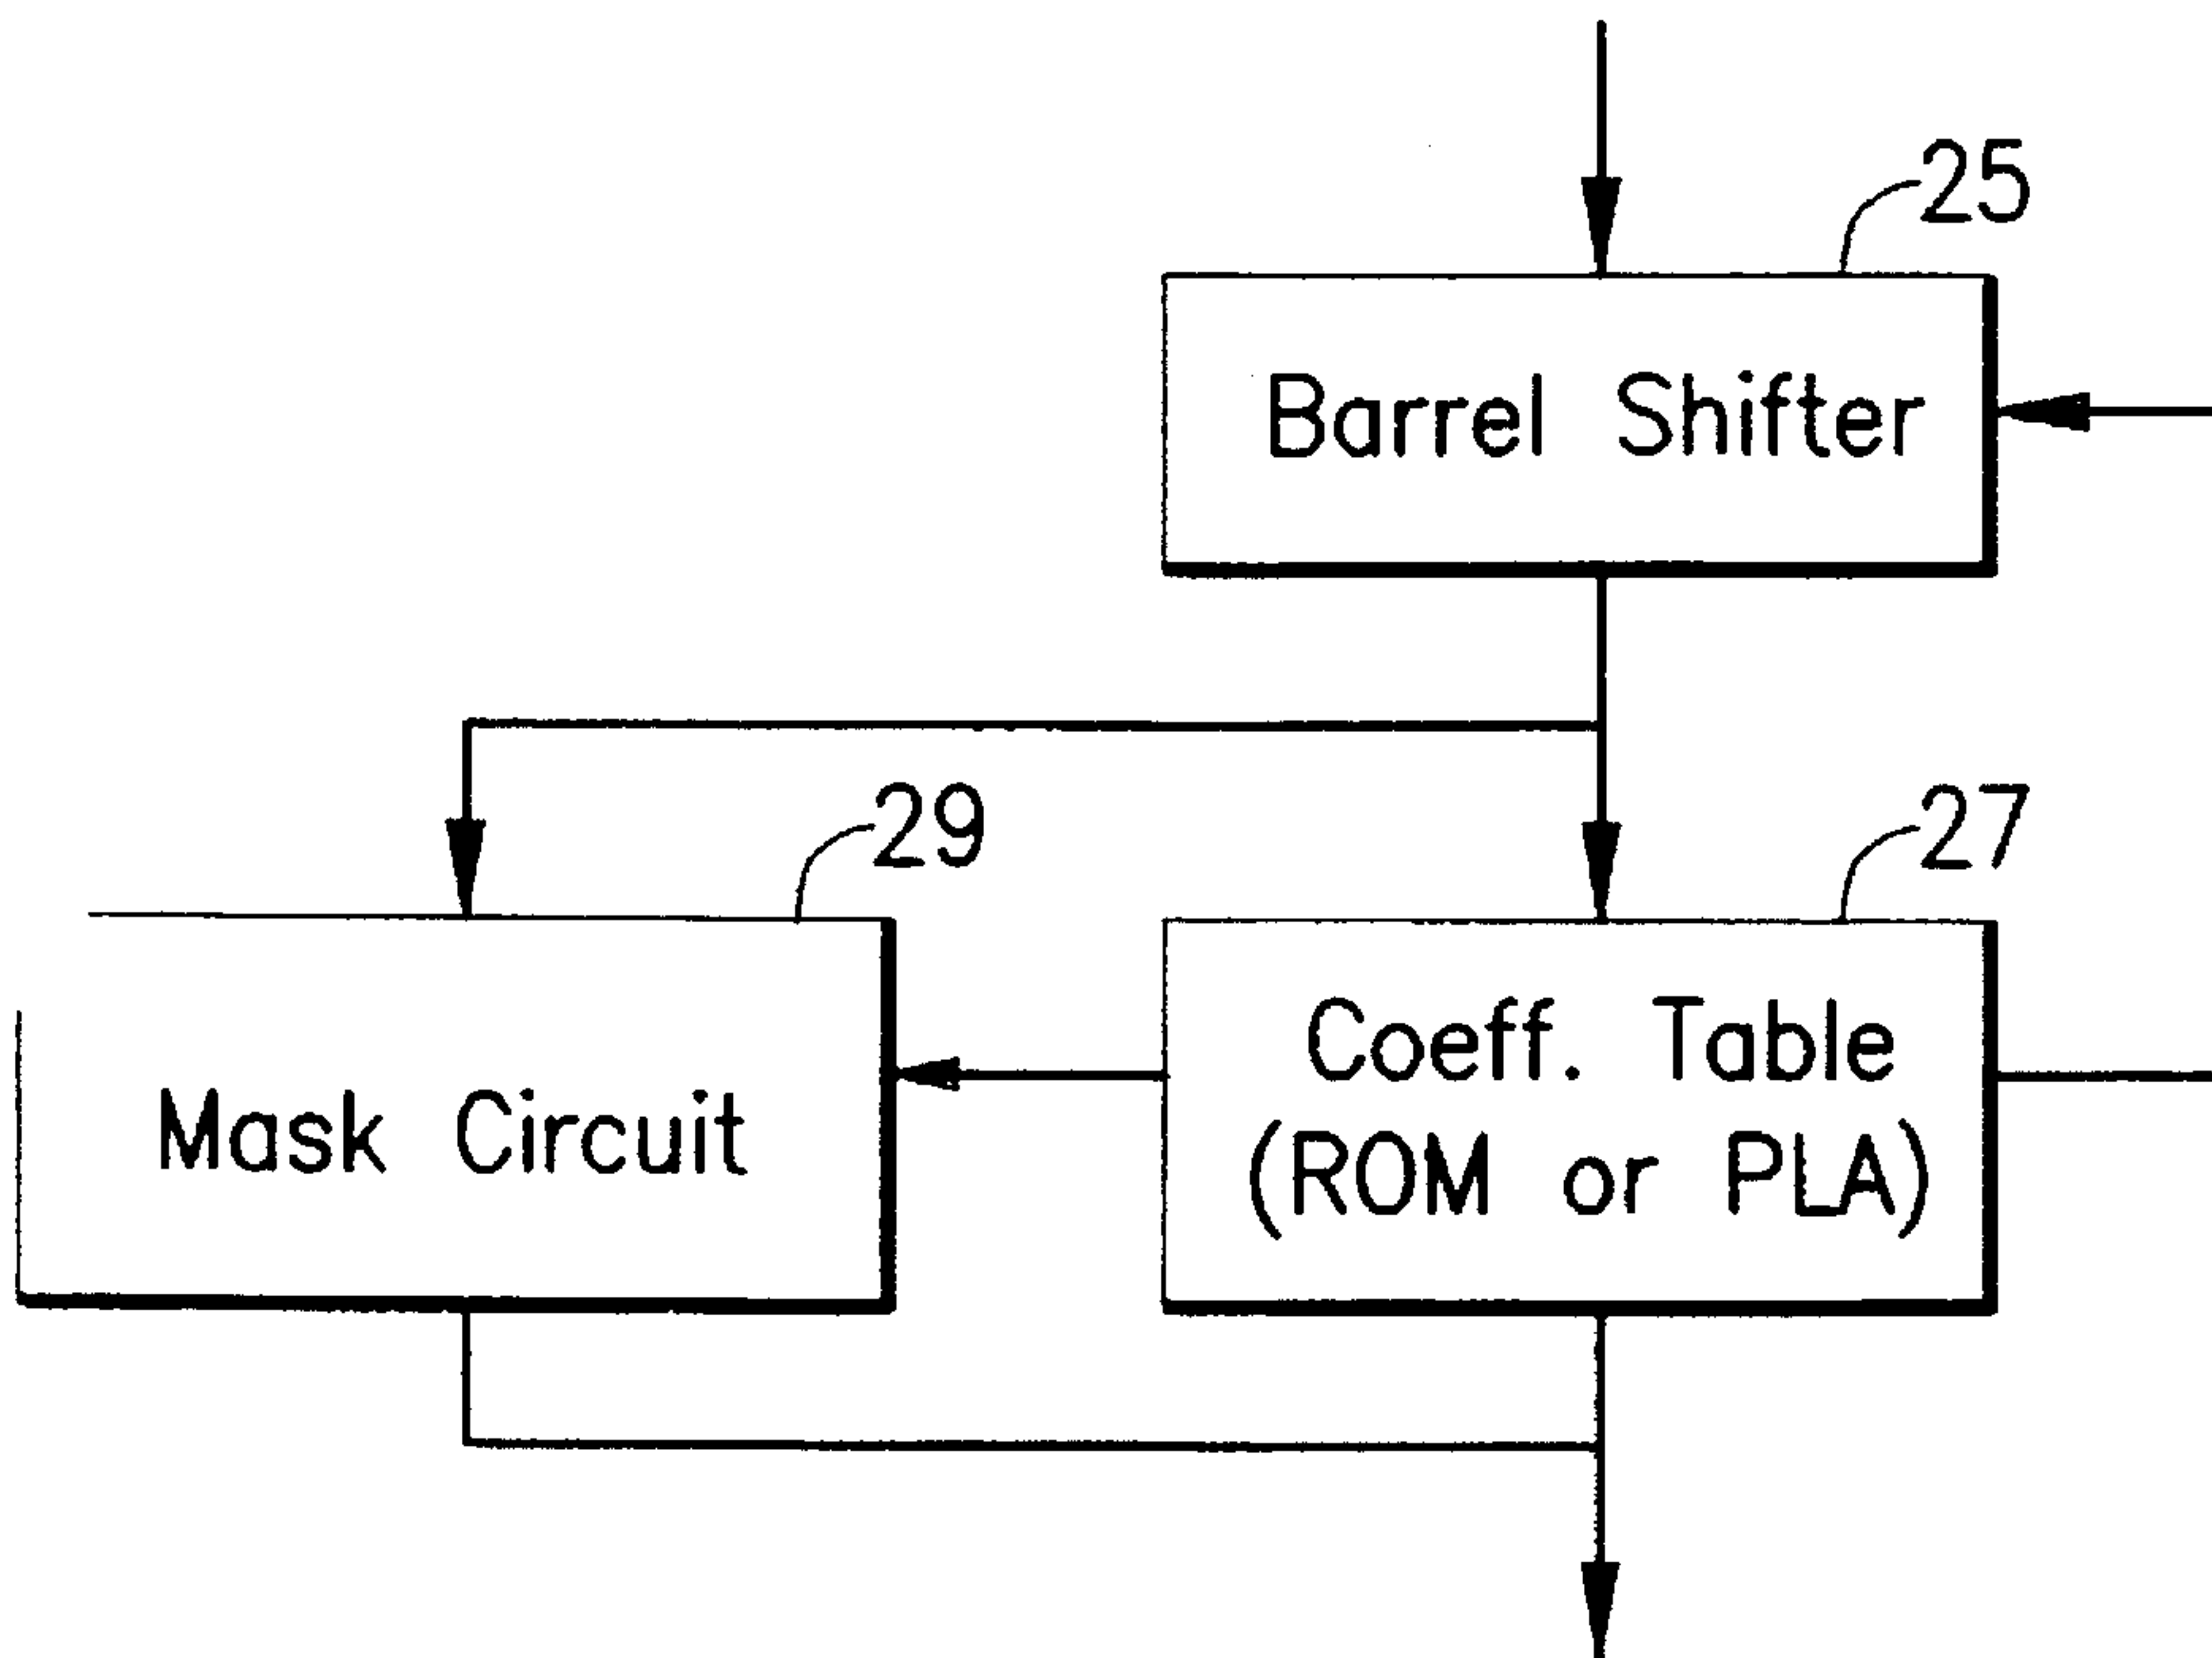 25
Barrel Shifter
29
27
Mask Circuit
Coeff. Table
(ROM or PLA)